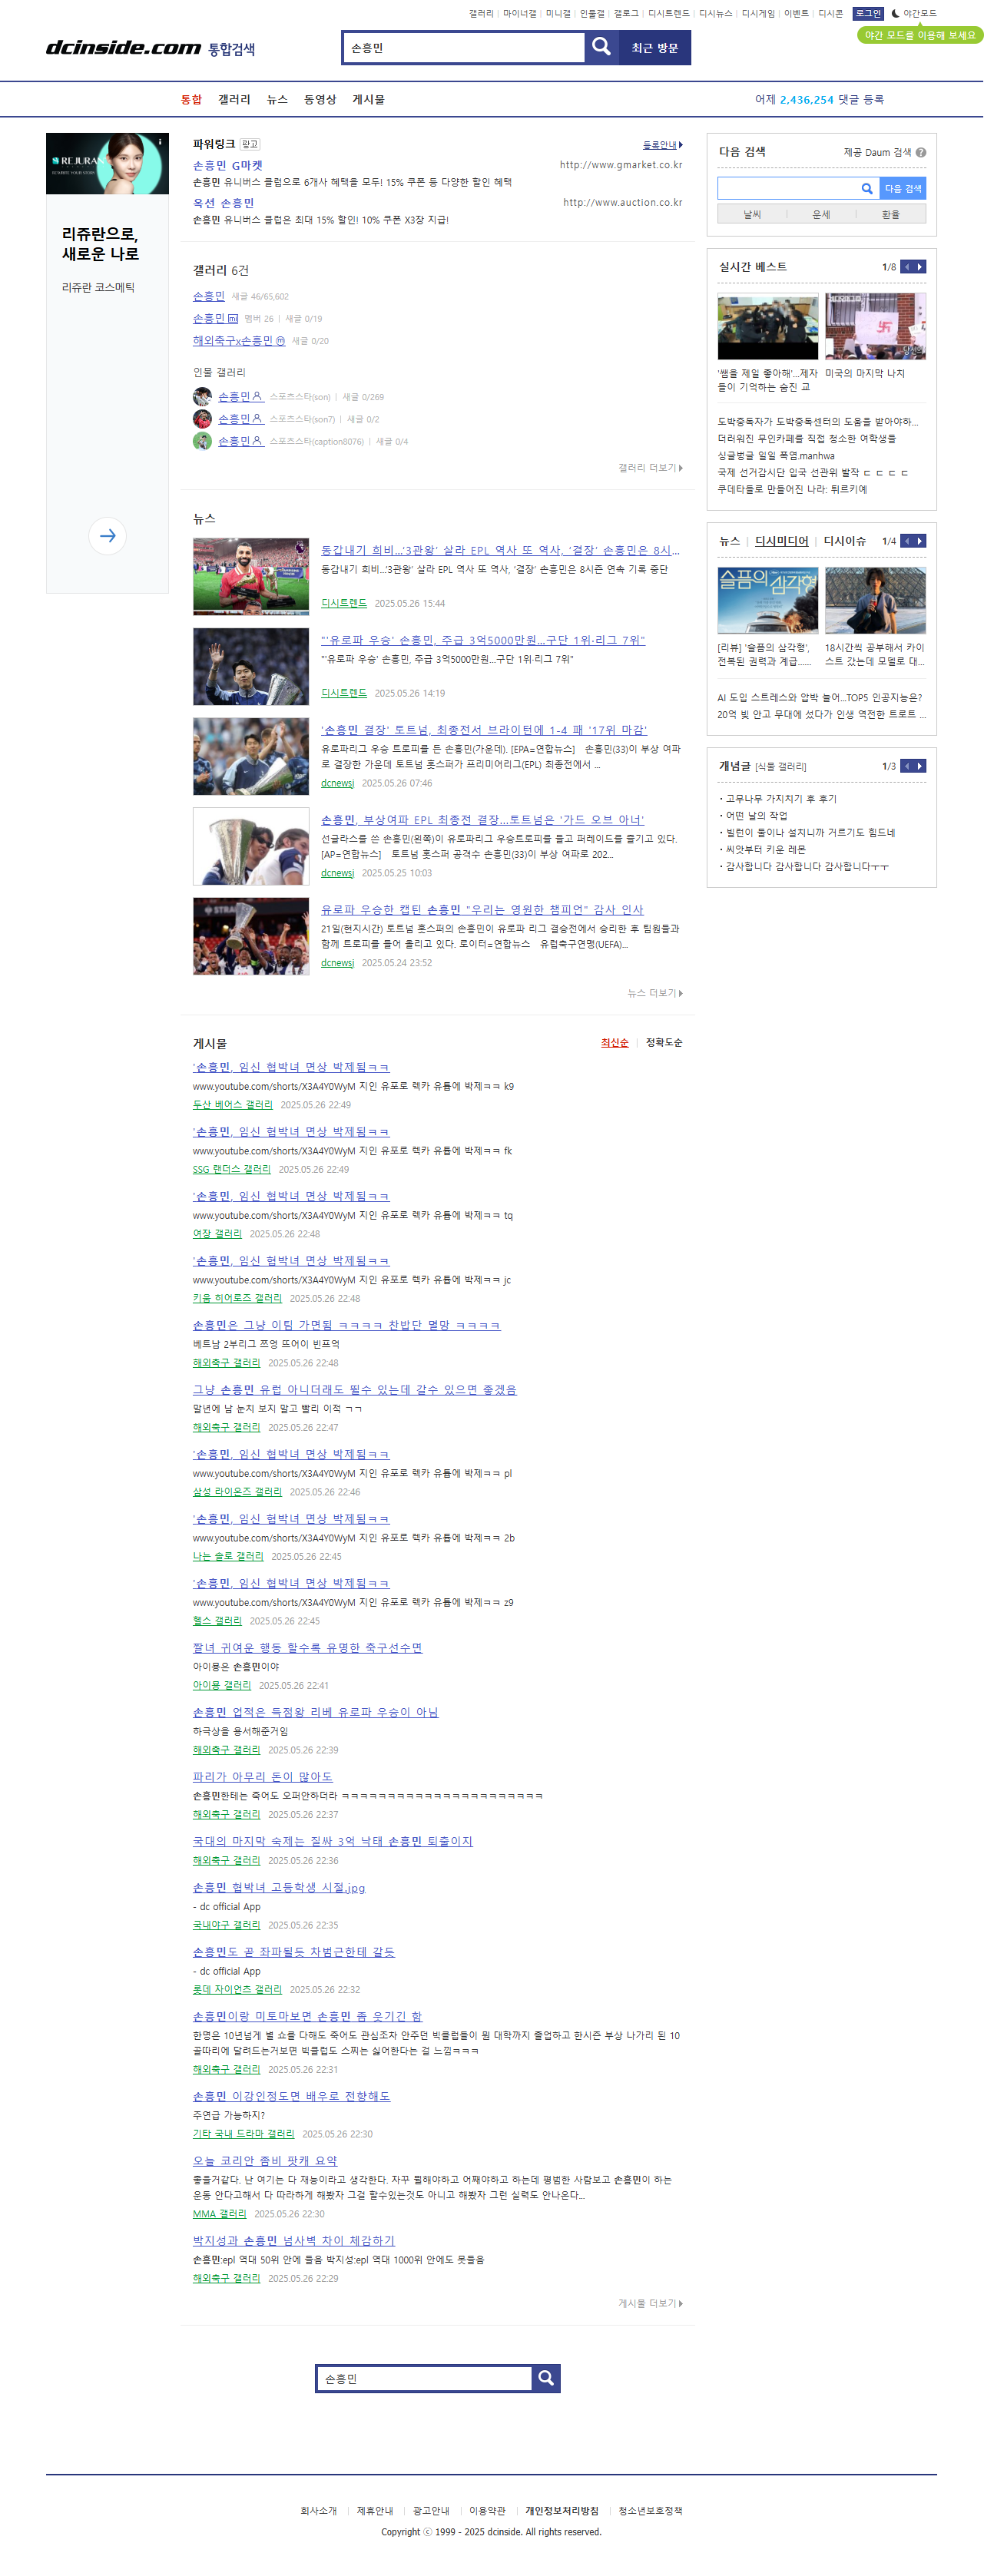 갤러리 | 마이너갤 | 미니갤 | 인물갤 | 갤로그 | 디시트렌드 | 디시뉴스 | 디시게임 | 이벤트 | 디시콘 로그인 야간모드
야간 모드를 이용해 보세요
dcinside.com 통합검색
손흥민
최근 방문
통합 갤러리 뉴스 동영상 게시물
어제 2,436,254 댓글 등록
REJURAN
리쥬란으로,
새로운 나로
리쥬란 코스메틱
파워링크 광고
등록안내
손흥민 G마켓
http://www.gmarket.co.kr
손흥민 유니버스 클럽으로 6개사 혜택을 모두! 15% 쿠폰 등 다양한 할인 혜택
옥션 손흥민
http://www.auction.co.kr
손흥민 유니버스 클럽은 최대 15% 할인! 10% 쿠폰 X3장 지급!
갤러리 6건
손흥민 새글 46/65,602
손흥민 mi 멤버 26 | 새글 0/19
해외축구x손흥민 ⓜ 새글 0/20
인물 갤러리
손흥민 스포츠스타(son) | 새글 0/269
손흥민 스포츠스타(son7) | 새글 0/2
손흥민 스포츠스타(caption8076) | 새글 0/4
갤러리 더보기
뉴스
동갑내기 희비...'3관왕' 살라 EPL 역사 또 역사, '결장' 손흥민은 8시...
동갑내기 희비...'3관왕' 살라 EPL 역사 또 역사, '결장' 손흥민은 8시즌 연속 기록 중단
디시트렌드 2025.05.26 15:44
"'유로파 우승' 손흥민, 주급 3억5000만원...구단 1위·리그 7위"
"'유로파 우승' 손흥민, 주급 3억5000만원...구단 1위·리그 7위"
디시트렌드 2025.05.26 14:19
'손흥민 결장' 토트넘, 최종전서 브라이턴에 1-4 패 '17위 마감'
유로파리그 우승 트로피를 든 손흥민(가운데). [EPA=연합뉴스] 손흥민(33)이 부상 여파
로 결장한 가운데 토트넘 홋스퍼가 프리미어리그(EPL) 최종전에서 ...
dcnewsj 2025.05.26 07:46
손흥민, 부상여파 EPL 최종전 결장...토트넘은 '가드 오브 아너'
선글라스를 쓴 손흥민(왼쪽)이 유로파리그 우승트로피를 들고 퍼레이드를 즐기고 있다.
[AP=연합뉴스] 토트넘 홋스퍼 공격수 손흥민(33)이 부상 여파로 202...
dcnewsj 2025.05.25 10:03
유로파 우승한 캡틴 손흥민 "우리는 영원한 챔피언" 감사 인사
21일(현지시간) 토트넘 홋스퍼의 손흥민이 유로파 리그 결승전에서 승리한 후 팀원들과
함께 트로피를 들어 올리고 있다. 로이터=연합뉴스 유럽축구연맹(UEFA)...
dcnewsj 2025.05.24 23:52
뉴스 더보기
게시물
최신순 | 정확도순
'손흥민, 임신 협박녀 면상 박제됨ㅋㅋ
www.youtube.com/shorts/X3A4Y0WyM 지인 유포로 렉카 유튭에 박제ㅋㅋ k9
두산 베어스 갤러리 2025.05.26 22:49
'손흥민, 임신 협박녀 면상 박제됨ㅋㅋ
www.youtube.com/shorts/X3A4Y0WyM 지인 유포로 렉카 유튭에 박제ㅋㅋ fk
SSG 랜더스 갤러리 2025.05.26 22:49
'손흥민, 임신 협박녀 면상 박제됨ㅋㅋ
www.youtube.com/shorts/X3A4Y0WyM 지인 유포로 렉카 유튭에 박제ㅋㅋ tq
여장 갤러리 2025.05.26 22:48
'손흥민, 임신 협박녀 면상 박제됨ㅋㅋ
www.youtube.com/shorts/X3A4Y0WyM 지인 유포로 렉카 유튭에 박제ㅋㅋ jc
키움 히어로즈 갤러리 2025.05.26 22:48
손흥민은 그냥 이팀 가면됨 ㅋㅋㅋㅋ 찬밥단 멸망 ㅋㅋㅋㅋ
베트남 2부리그 쯔엉 뜨어이 빈프억
해외축구 갤러리 2025.05.26 22:48
그냥 손흥민 유럽 아니더래도 뛸수 있는데 갈수 있으면 좋겠음
말년에 남 눈치 보지 말고 빨리 이적 ㄱㄱ
해외축구 갤러리 2025.05.26 22:47
'손흥민, 임신 협박녀 면상 박제됨ㅋㅋ
www.youtube.com/shorts/X3A4Y0WyM 지인 유포로 렉카 유튭에 박제ㅋㅋ pl
삼성 라이온즈 갤러리 2025.05.26 22:46
'손흥민, 임신 협박녀 면상 박제됨ㅋㅋ
www.youtube.com/shorts/X3A4Y0WyM 지인 유포로 렉카 유튭에 박제ㅋㅋ 2b
나는 솔로 갤러리 2025.05.26 22:45
'손흥민, 임신 협박녀 면상 박제됨ㅋㅋ
www.youtube.com/shorts/X3A4Y0WyM 지인 유포로 렉카 유튭에 박제ㅋㅋ z9
헬스 갤러리 2025.05.26 22:45
짤녀 귀여운 행동 할수록 유명한 축구선수면
아이묭은 손흥민이야
아이묭 갤러리 2025.05.26 22:41
손흥민 업적은 득점왕 리베 유로파 우승이 아님
하극상을 용서해준거임
해외축구 갤러리 2025.05.26 22:39
파리가 아무리 돈이 많아도
손흥민한테는 죽어도 오퍼안하더라 ㅋㅋㅋㅋㅋㅋㅋㅋㅋㅋㅋㅋㅋㅋㅋㅋㅋㅋㅋㅋㅋㅋ
해외축구 갤러리 2025.05.26 22:37
국대의 마지막 숙제는 질싸 3억 낙태 손흥민 퇴출이지
해외축구 갤러리 2025.05.26 22:36
손흥민 협박녀 고등학생 시절.jpg
- dc official App
국내야구 갤러리 2025.05.26 22:35
손흥민도 곧 좌파될듯 차범근한테 갈듯
- dc official App
롯데 자이언츠 갤러리 2025.05.26 22:32
손흥민이랑 미토마보면 손흥민 좀 웃기긴 함
한명은 10년넘게 별 쇼를 다해도 죽어도 관심조차 안주던 빅클럽들이 뭔 대학까지 졸업하고 한시즌 부상 나가리 된 10
골따리에 달려드는거보면 빅클럽도 스찌는 싫어한다는 걸 느낌ㅋㅋㅋ
해외축구 갤러리 2025.05.26 22:31
손흥민 이강인정도면 배우로 전향해도
주연급 가능하지?
기타 국내 드라마 갤러리 2025.05.26 22:30
오늘 코리안 좀비 팟캐 요약
좋을거같다. 난 여기는 다 재능이라고 생각한다. 자꾸 뭘해야하고 어째야하고 하는데 평범한 사람보고 손흥민이 하는
운동 안다고해서 다 따라하게 해봤자 그걸 할수있는것도 아니고 해봤자 그런 실력도 안나온다...
MMA 갤러리 2025.05.26 22:30
박지성과 손흥민 넘사벽 차이 체감하기
손흥민:epl 역대 50위 안에 들음 박지성:epl 역대 1000위 안에도 못들음
해외축구 갤러리 2025.05.26 22:29
게시물 더보기
다음 검색
제공 Daum 검색 ?
다음 검색
날씨 | 운세 | 환율
실시간 베스트 1/8
'쌤을 제일 좋아해'...제자
들이 기억하는 숨진 교
미국의 마지막 나치
도박중독자가 도박중독센터의 도움을 받아야하...
더러워진 무인카페를 직접 청소한 여학생들
싱글벙글 일일 폭염.manhwa
국제 선거감시단 입국 선관위 발작 ㄷ ㄷ ㄷ ㄷ
쿠데타들로 만들어진 나라: 튀르키예
뉴스 | 디시미디어 | 디시이슈 1/4
슬픔의 삼각형
[리뷰] '슬픔의 삼각형',
전복된 권력과 계급......
18시간씩 공부해서 카이
스트 갔는데 모델로 대...
AI 도입 스트레스와 압박 늘어...TOP5 인공지능은?
20억 빚 안고 무대에 섰다가 인생 역전한 트로트 ...
개념글 [식물 갤러리] 1/3
· 고무나무 가지치기 후 후기
· 어떤 날의 작업
· 빌런이 물이나 설치니까 거르기도 힘드네
· 씨앗부터 키운 레몬
· 감사합니다 감사합니다 감사합니다ㅜㅜ
손흥민
회사소개 | 제휴안내 | 광고안내 | 이용약관 | 개인정보처리방침 | 청소년보호정책
Copyright ⓒ 1999 - 2025 dcinside. All rights reserved.